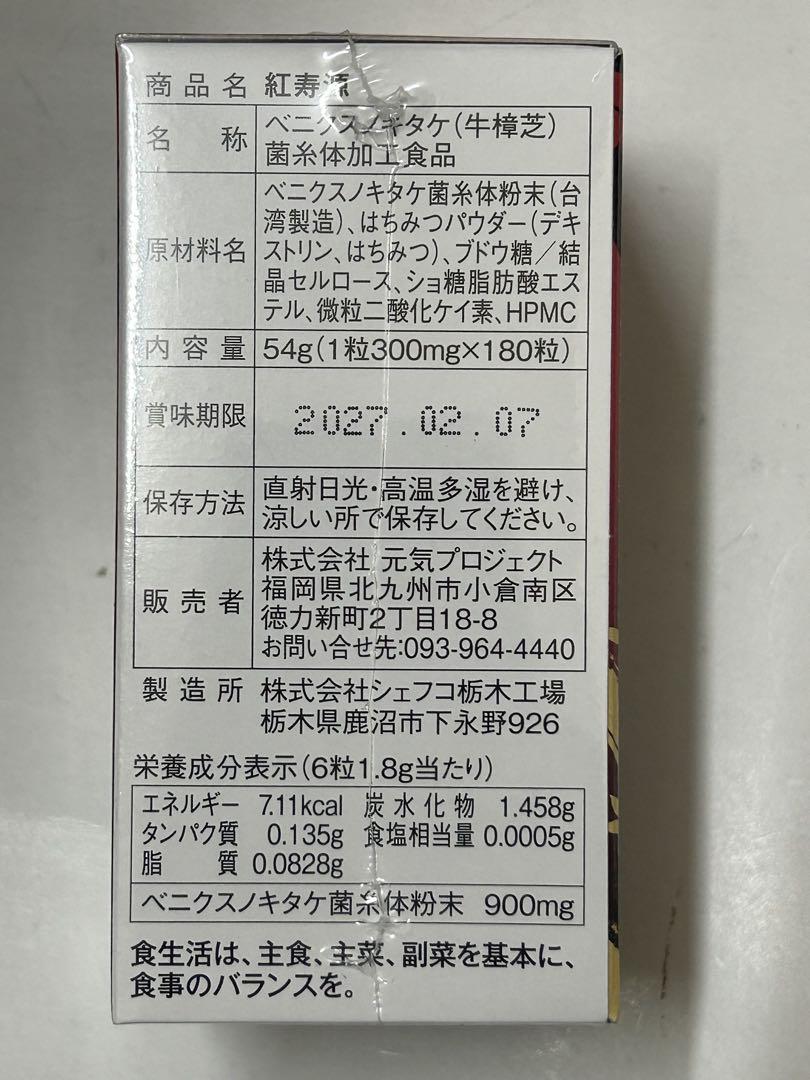 商品名 紅寿源
名称 ベニクスノキタケ(牛樟芝)
菌糸体加工食品
原材料名 ベニクスノキタケ菌糸体粉末(台
湾製造)、はちみつパウダー(デキ
ストリン、はちみつ)、ブドウ糖/結
晶セルロース、ショ糖脂肪酸エス
テル、微粒二酸化ケイ素、HPMC
内容量 54g(1粒300mg×180粒)
賞味期限 2027.02.07
保存方法 直射日光・高温多湿を避け、
涼しい所で保存してください。
販売者 株式会社 元気プロジェクト
福岡県北九州市小倉南区
徳力新町2丁目18-8
お問い合せ先:093-964-4440
製造所 株式会社シェフコ栃木工場
栃木県鹿沼市下永野926
栄養成分表示(6粒1.8g当たり)
エネルギー 7.11kcal 炭水化物 1.458g
タンパク質 0.135g 食塩相当量 0.0005g
脂質 0.0828g
ベニクスノキタケ菌糸体粉末 900mg
食生活は、主食、主菜、副菜を基本に、
食事のバランスを。